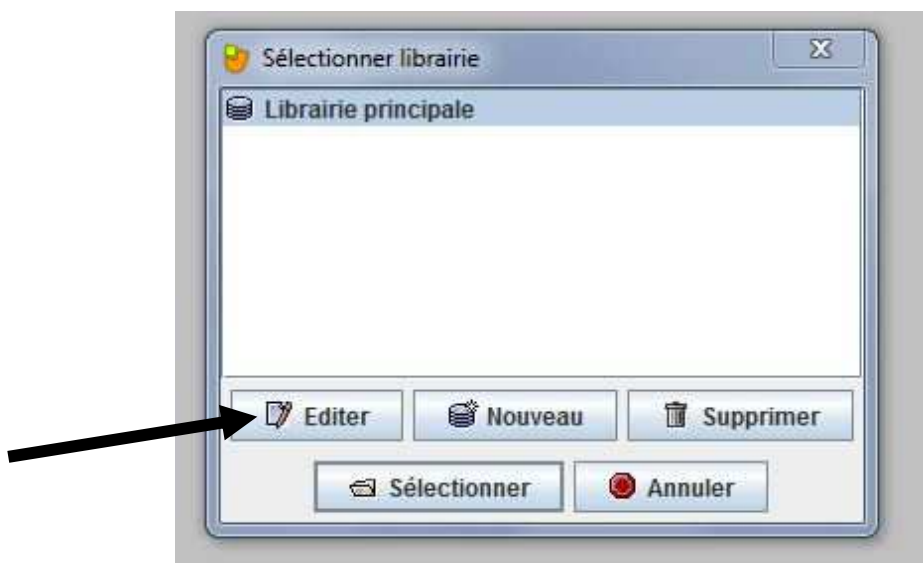 Sélectionner librairie
Librairie principale
Editer Nouveau Supprimer
Sélectionner Annuler